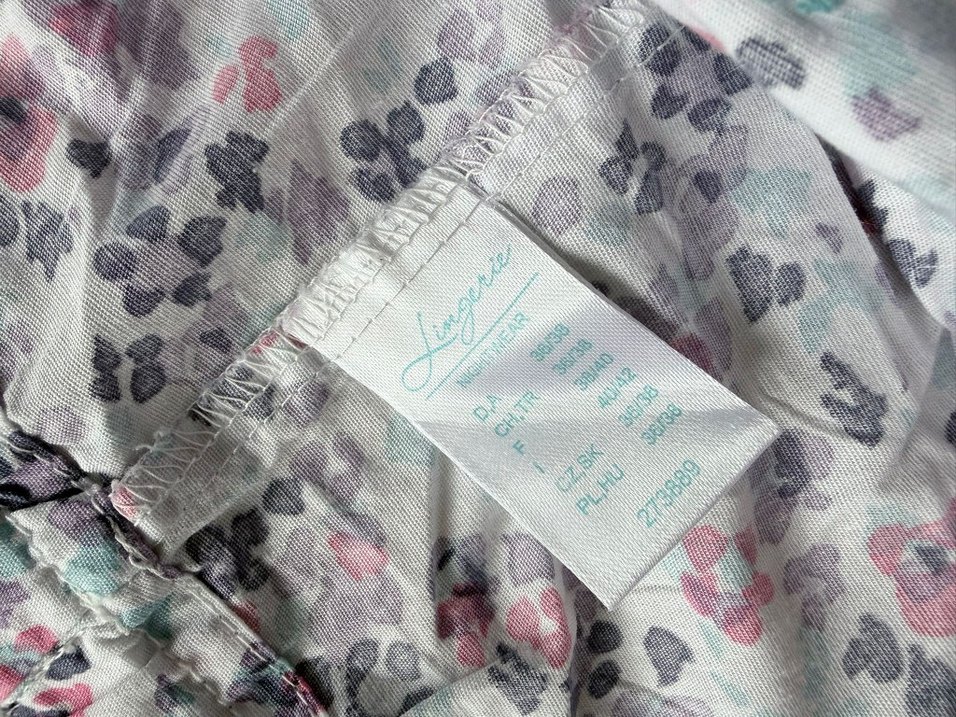 Lingerie
NIGHTWEAR
D,A 36/38
CH,TR 36/38
F 38/40
I 40/42
CZ,SK 36/38
PL,HU 36/38
273889